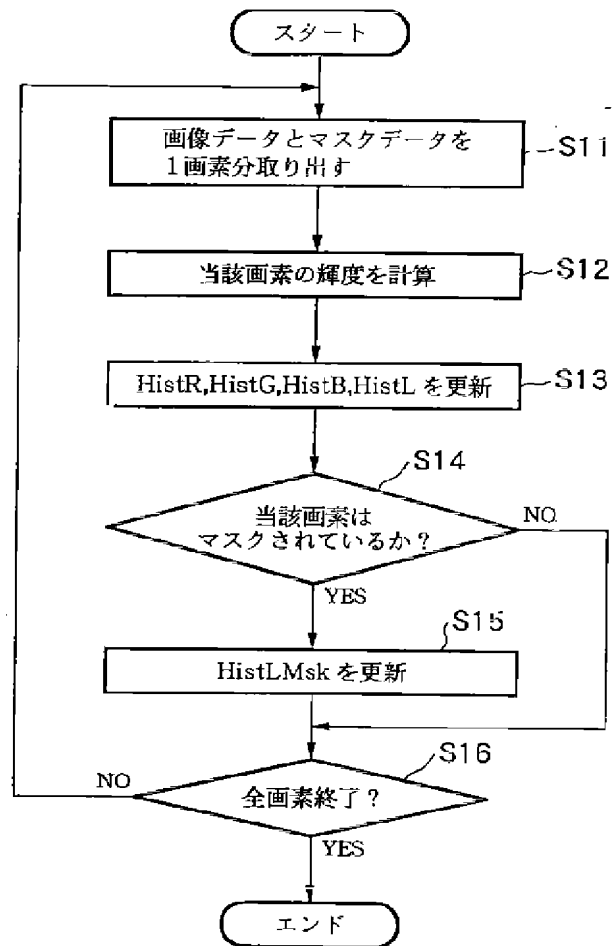 スタート
画像データとマスクデータを
1画素分取り出す
S11
当該画素の輝度を計算
S12
HistR,HistG,HistB,HistL を更新
S13
S14
当該画素は
マスクされているか?
NO
YES
S15
HistLMsk を更新
S16
NO
全画素終了?
YES
エンド